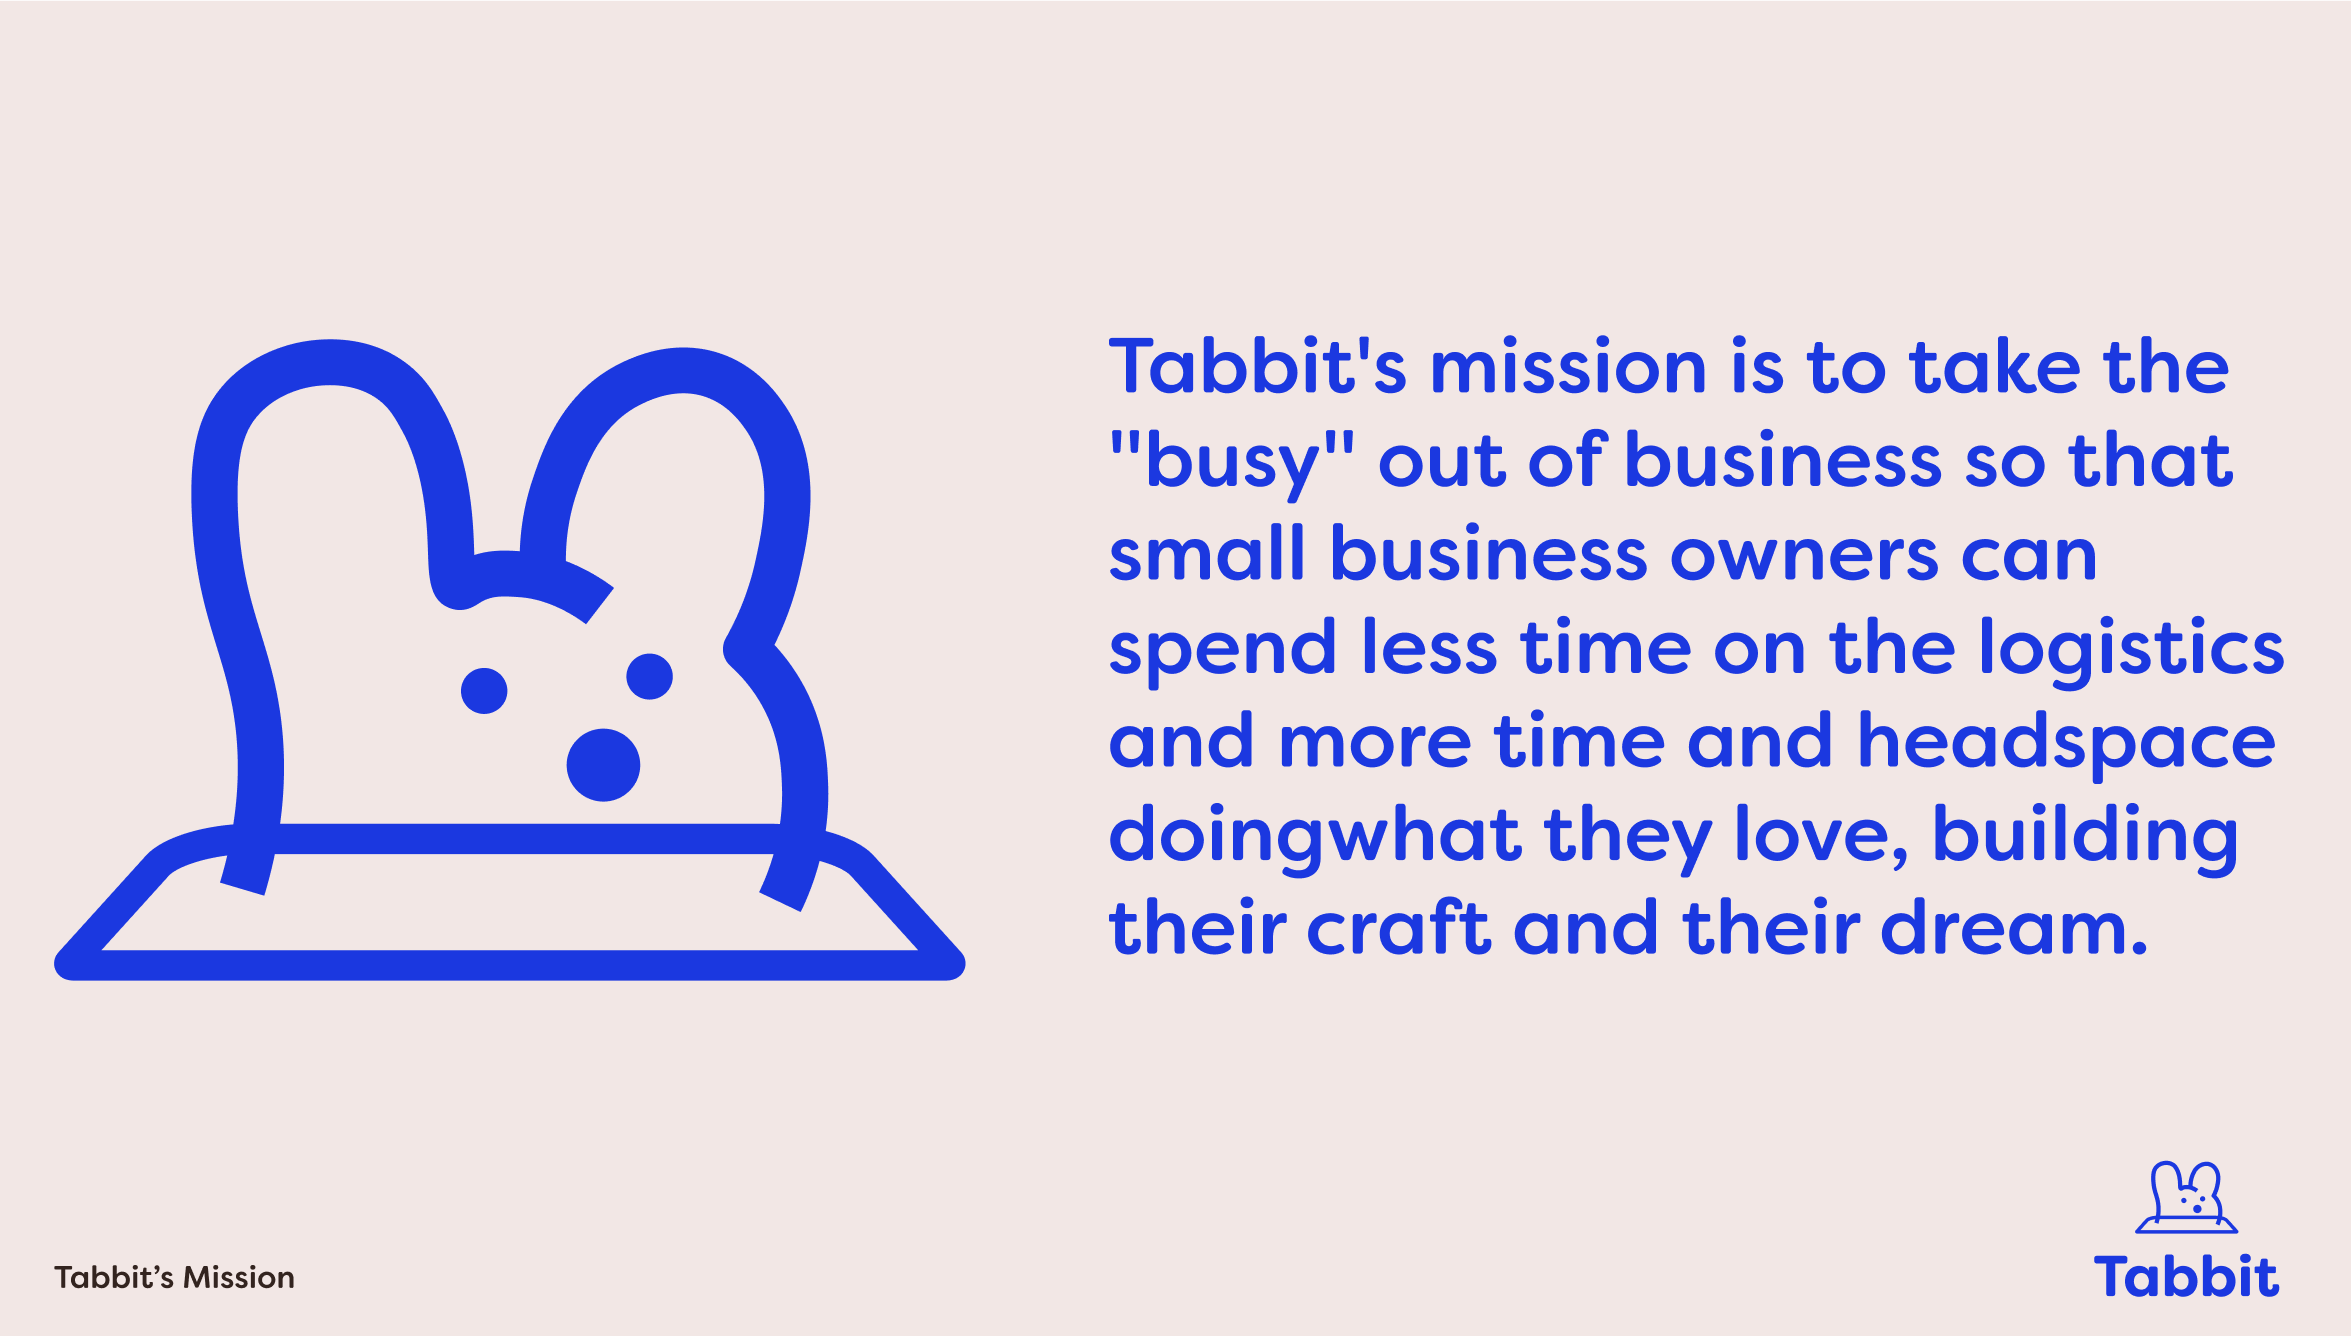 Tabbit's mission is to take the
"busy" out of business so that
small business owners can
spend less time on the logistics
and more time and headspace
doingwhat they love, building
their craft and their dream.
Tabbit’s Mission
Tabbit